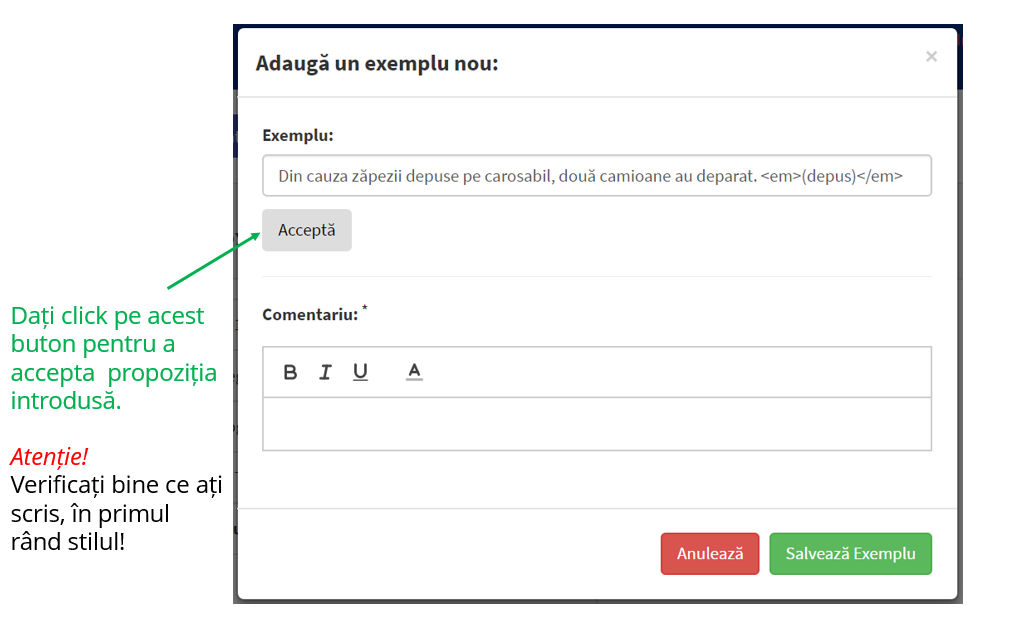 Adaugă un exemplu nou:
×
Exemplu:
Din cauza zăpezii depuse pe carosabil, două camioane au deparat. <em>(depus)</em>
Acceptă
Dați click pe acest
buton pentru a
accepta propoziția
introdusă.
Atenție!
Verificați bine ce ați
scris, în primul
rând stilul!
Comentariu: *
B I U A
Anulează Salvează Exemplu